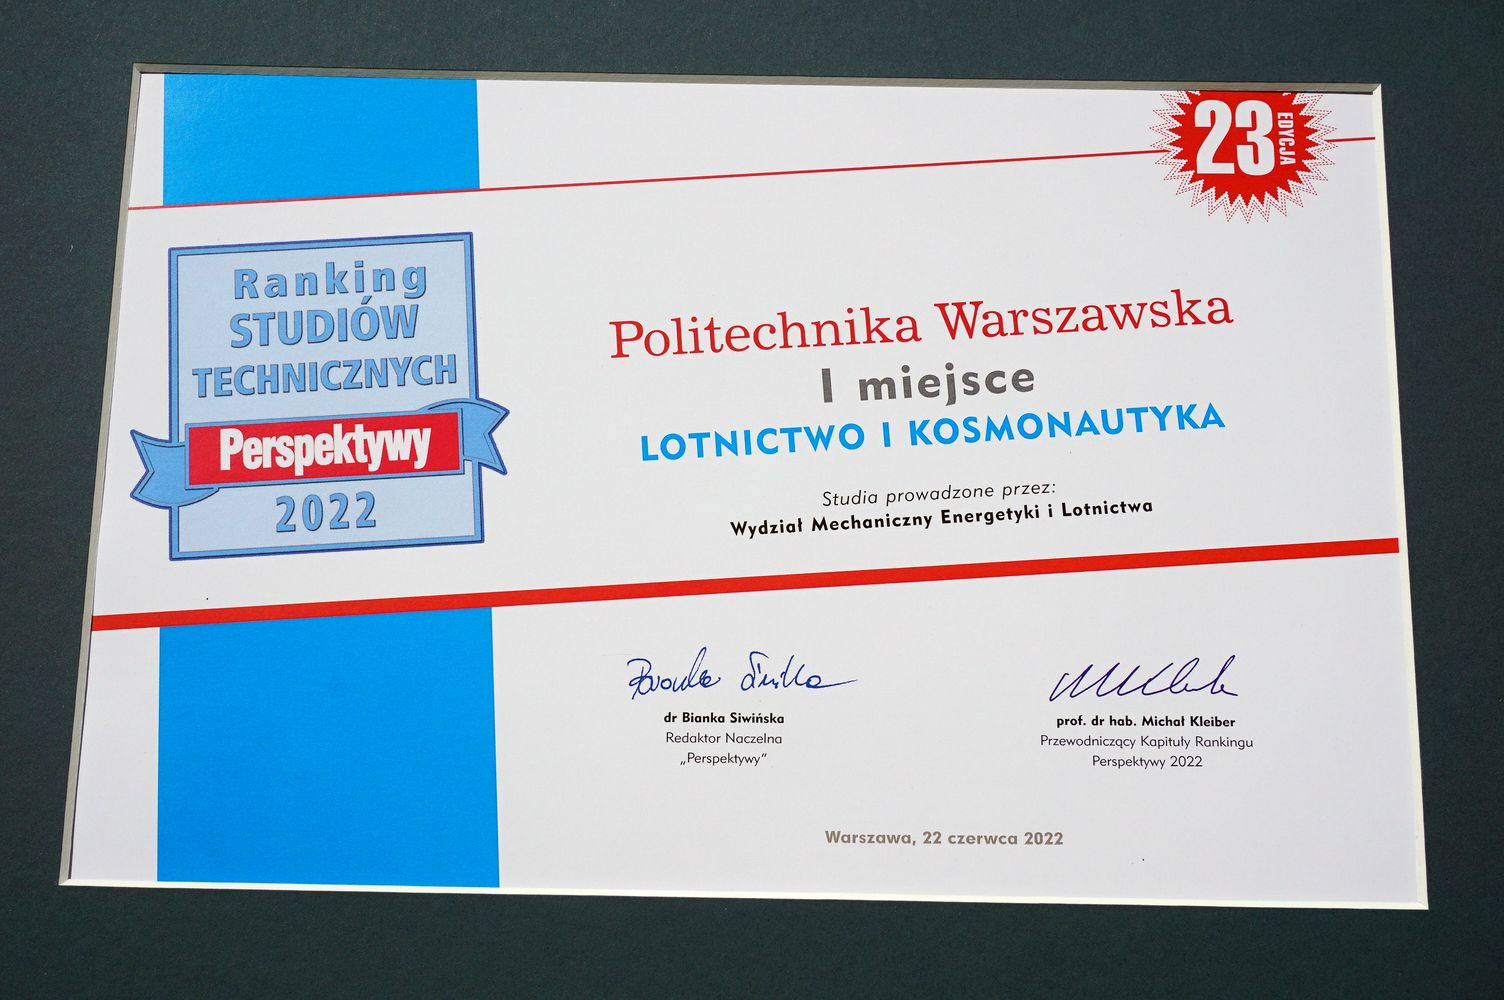 23 EDYCJA
Ranking
STUDIÓW
TECHNICZNYCH
Perspektywy
2022
Politechnika Warszawska
I miejsce
LOTNICTWO I KOSMONAUTYKA
Studia prowadzone przez:
Wydział Mechaniczny Energetyki i Lotnictwa
dr Bianka Siwińska
Redaktor Naczelna
„Perspektywy”
prof. dr hab. Michał Kleiber
Przewodniczący Kapituły Rankingu
Perspektywy 2022
Warszawa, 22 czerwca 2022